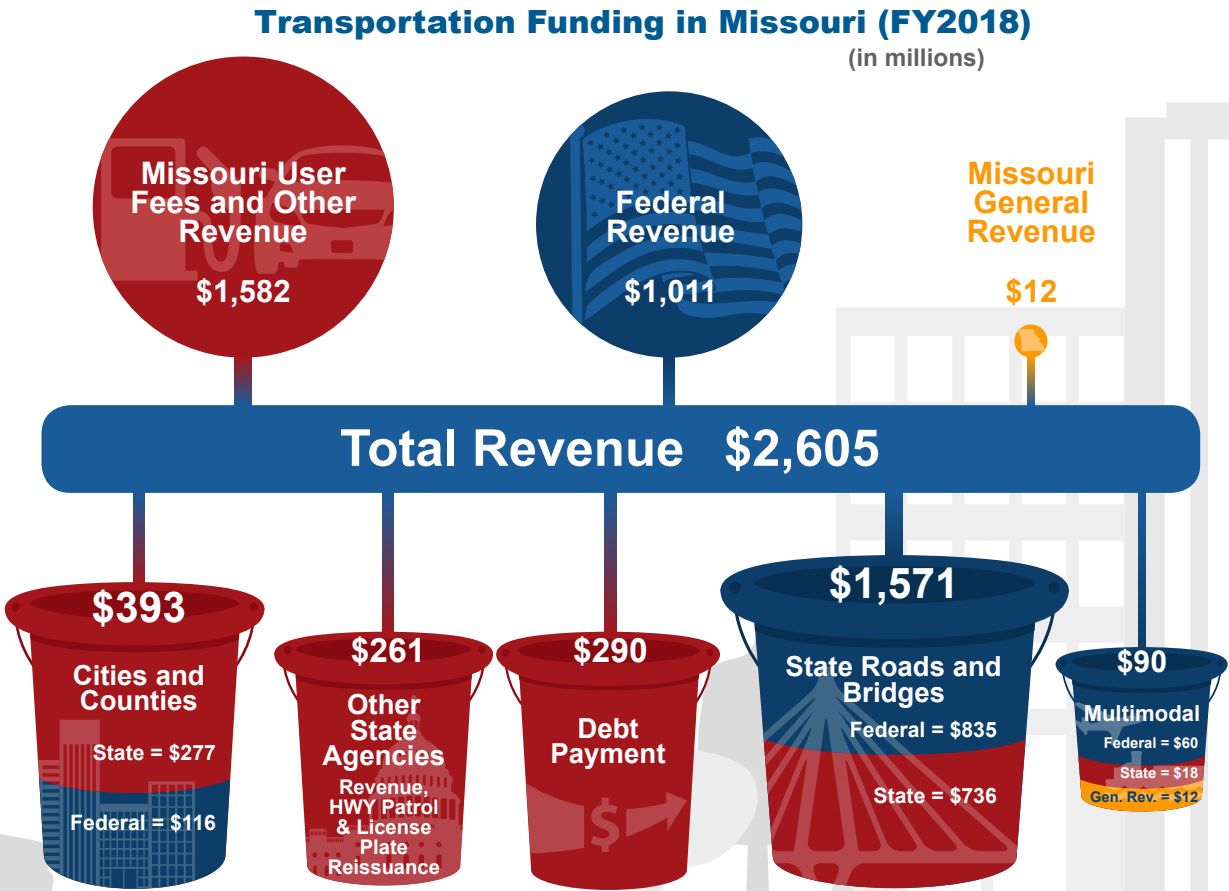 Transportation Funding in Missouri (FY2018)
(in millions)
Missouri User
Fees and Other
Revenue
$1,582
Federal
Revenue
$1,011
Missouri
General
Revenue
$12
Total Revenue $2,605
$393
Cities and
Counties
State = $277
Federal = $116
$261
Other
State
Agencies
Revenue,
HWY Patrol
& License
Plate
Reissuance
$290
Debt
Payment
$
$1,571
State Roads and
Bridges
Federal = $835
State = $736
$90
Multimodal
Federal = $60
State = $18
Gen. Rev. = $12